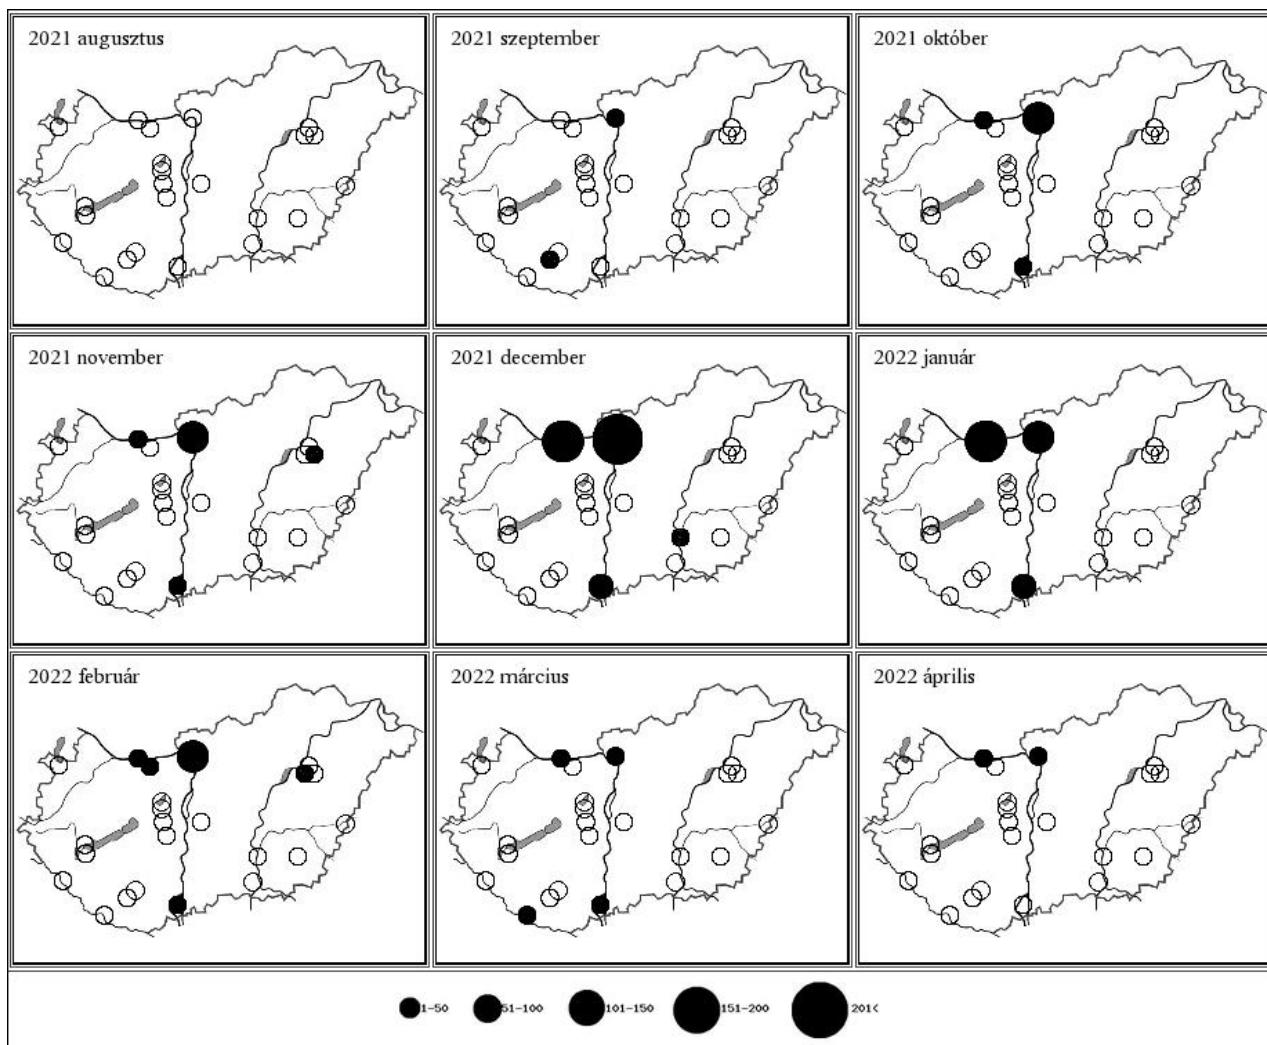 2021 augusztus
2021 szeptember
2021 október
2021 november
2021 december
2022 január
2022 február
2022 március
2022 április
1-50
51-100
101-150
151-200
201<